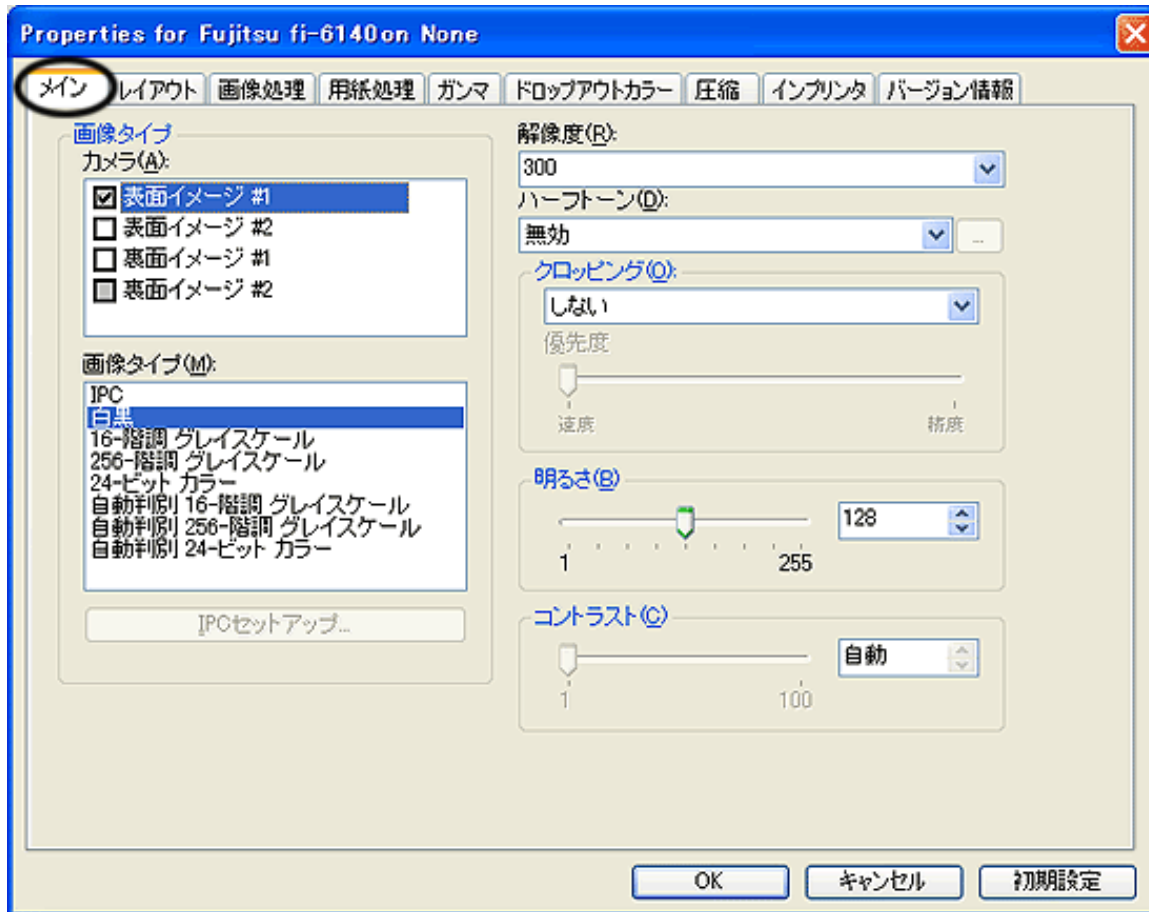 Properties for Fujitsu fi-6140on None
メイン レイアウト 画像処理 用紙処理 ガンマ ドロップアウトカラー 圧縮 インプリンタ バージョン情報
画像タイプ
カメラ(A):
表面イメージ #1
表面イメージ #2
裏面イメージ #1
裏面イメージ #2
画像タイプ(M):
IPC
白黒
16-階調 グレイスケール
256-階調 グレイスケール
24-ビット カラー
自動判別 16-階調 グレイスケール
自動判別 256-階調 グレイスケール
自動判別 24-ビット カラー
IPCセットアップ...
解像度(R):
300
ハーフトーン(D):
無効
...
クロッピング(O):
しない
優先度
速度 精度
明るさ(B)
128
1 255
コントラスト(C)
自動
1 100
OK キャンセル 初期設定